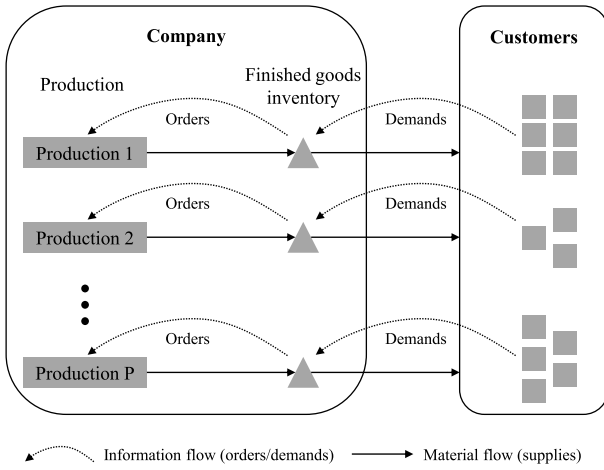 Company
Customers
Production
Finished goods
inventory
Orders
Demands
Production 1
Orders
Demands
Production 2
Orders
Demands
Production P
Information flow (orders/demands)
Material flow (supplies)